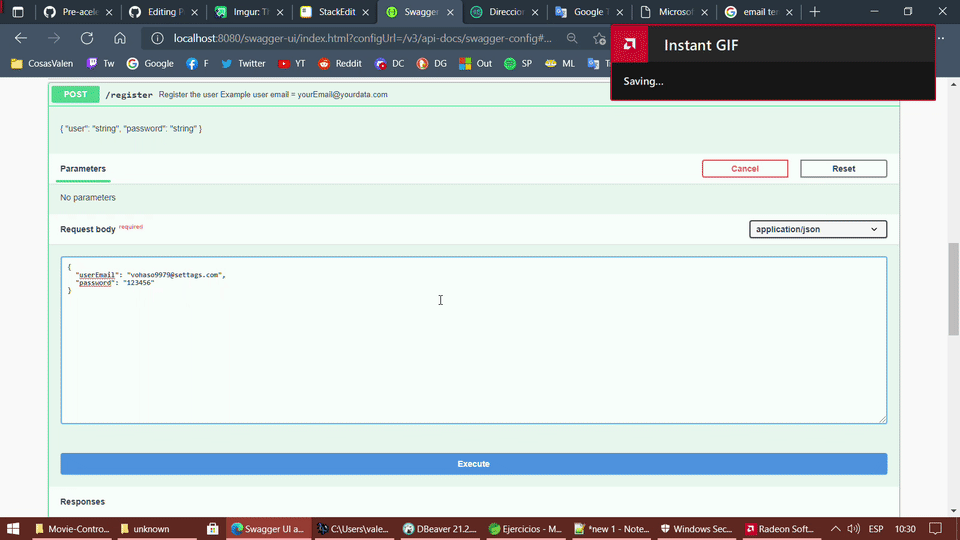 Pre-acele
Editing P
Imgur: Th
StackEdit
Swagger
Direccion
Google T
Microsof
email ter
localhost:8080/swagger-ui/index.html?configUrl=/v3/api-docs/swagger-config#...
Instant GIF
Saving...
CosasValen
Tw
Google
F
Twitter
YT
Reddit
DC
DG
Out
SP
ML
POST /register Register the user Example user email = yourEmail@yourdata.com
{ "user": "string", "password": "string" }
Parameters
Cancel
Reset
No parameters
Request body required
application/json
{
"userEmail": "vohaso9979@settags.com",
"password": "123456"
}
Execute
Responses
Movie-Contro...
unknown
Swagger UI a...
C:\Users\vale...
DBeaver 21.2...
Ejercicios - M...
*new 1 - Note...
Windows Sec...
Radeon Soft...
ESP
10:30